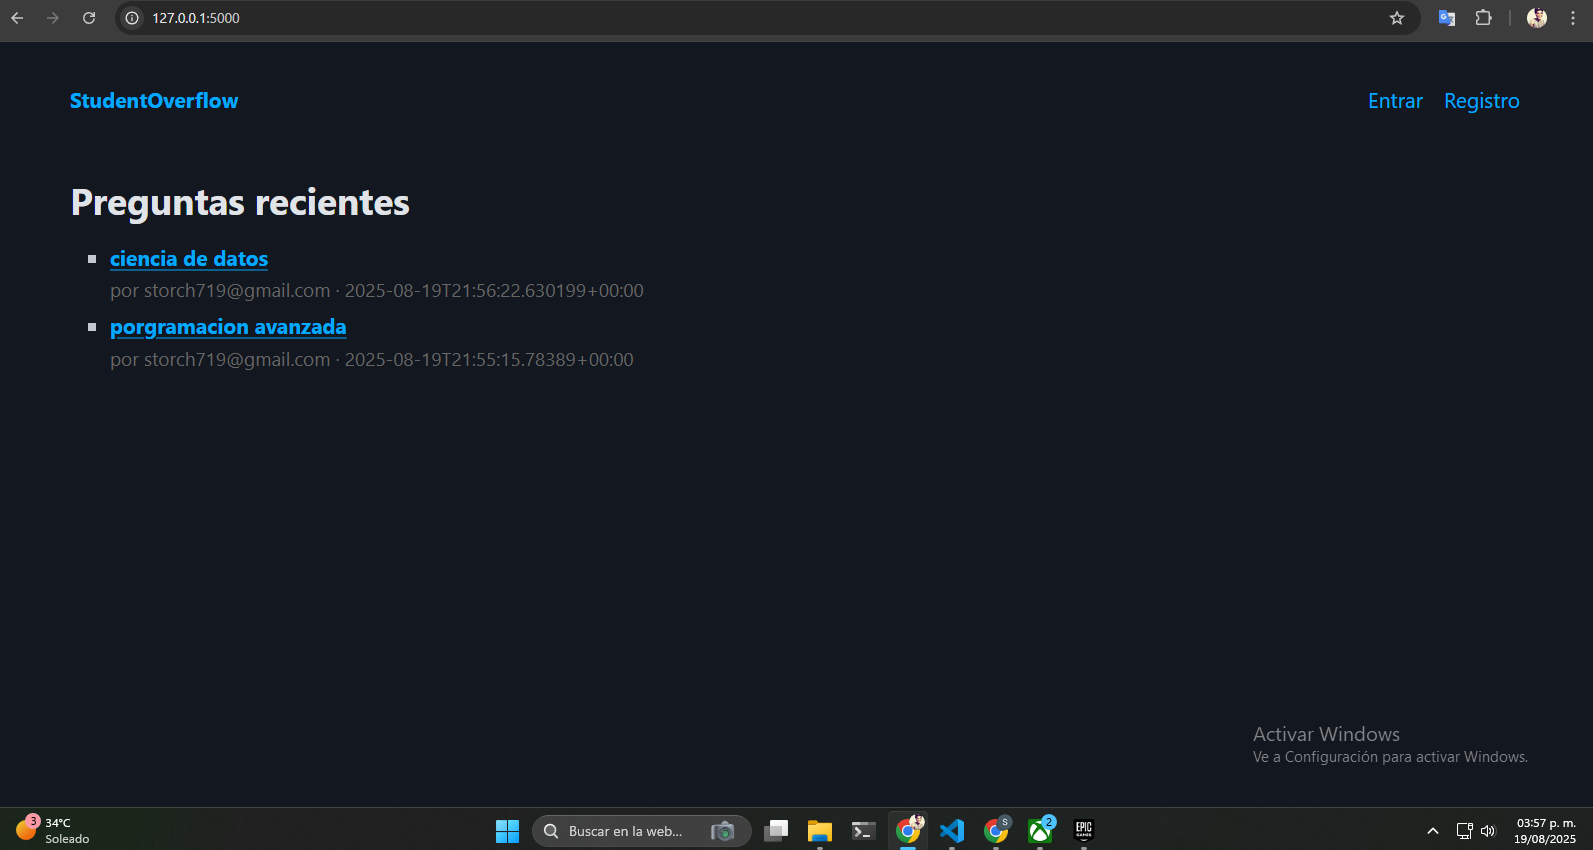 127.0.0.1:5000
StudentOverflow
Entrar Registro
Preguntas recientes
ciencia de datos
por storch719@gmail.com · 2025-08-19T21:56:22.630199+00:00
porgramacion avanzada
por storch719@gmail.com · 2025-08-19T21:55:15.78389+00:00
Activar Windows
Ve a Configuración para activar Windows.
3
34°C
Soleado
Buscar en la web...
S
2
EPIC
GAMES
03:57 p. m.
19/08/2025